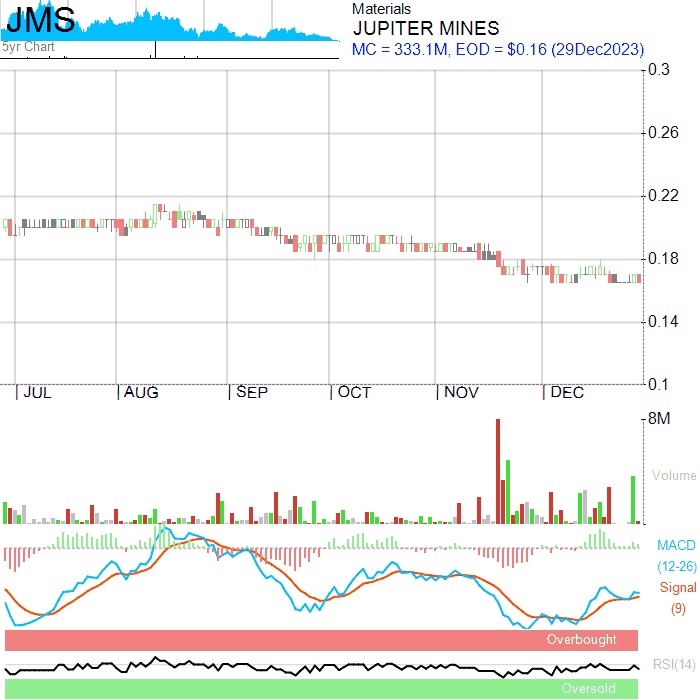 JMS
5yr Chart
Materials
JUPITER MINES
MC = 333.1M, EOD = $0.16 (29Dec2023)
0.3
0.26
0.22
0.18
0.14
0.1
JUL AUG SEP OCT NOV DEC
8M
Volume
MACD
(12-26)
Signal
(9)
Overbought
RSI(14)
Oversold